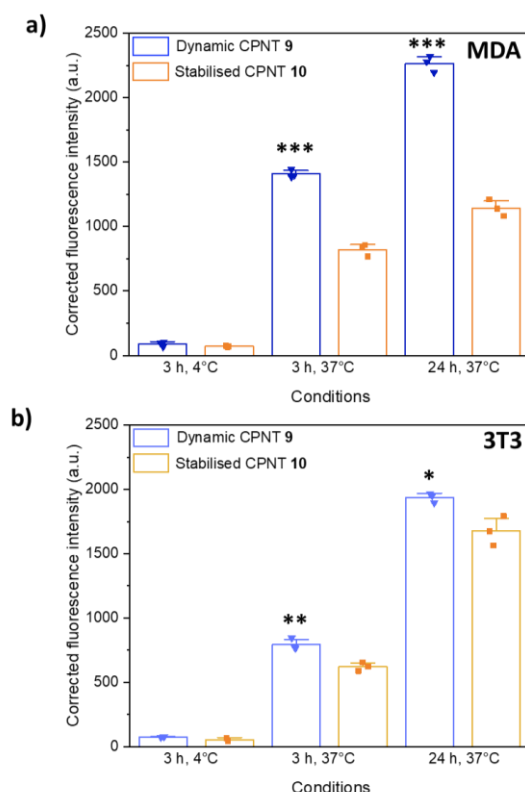 a)
2500
2000
1500
1000
500
0
Corrected fluorescence intensity (a.u.)
Dynamic CPNT 9
Stabilised CPNT 10
MDA
***
***
3 h, 4°C
3 h, 37°C
24 h, 37°C
Conditions
b)
2500
2000
1500
1000
500
0
Corrected fluorescence intensity (a.u.)
Dynamic CPNT 9
Stabilised CPNT 10
3T3
**
*
3 h, 4°C
3 h, 37°C
24 h, 37°C
Conditions